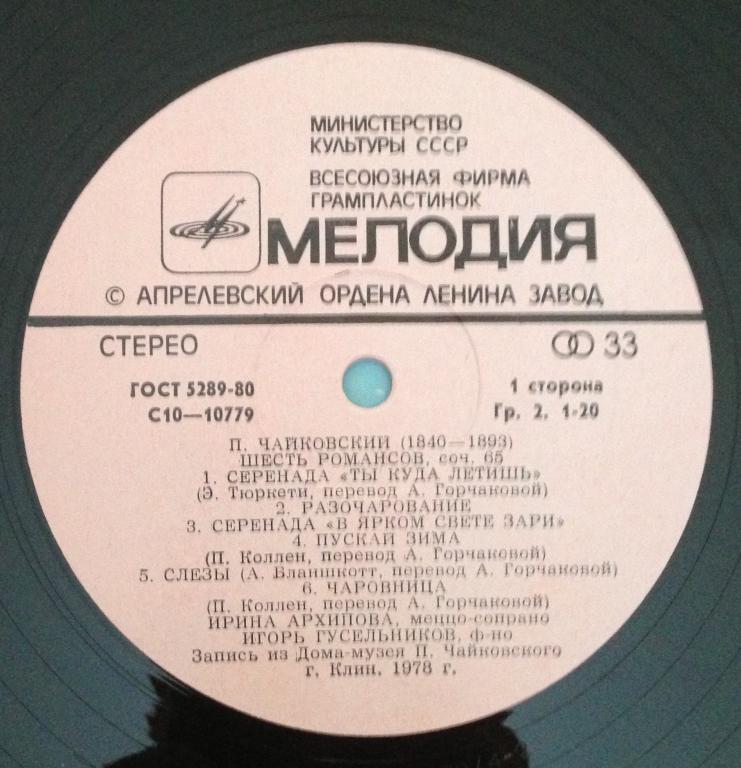 МИНИСТЕРСТВО
КУЛЬТУРЫ СССР
ВСЕСОЮЗНАЯ ФИРМА
ГРАМПЛАСТИНОК
МЕЛОДИЯ
© АПРЕЛЕВСКИЙ ОРДЕНА ЛЕНИНА ЗАВОД
СТЕРЕО
33
ГОСТ 5289-80
1 сторона
С10—10779
Гр. 2. 1-20
П. ЧАЙКОВСКИЙ (1840—1893)
ШЕСТЬ РОМАНСОВ, соч. 65
1. СЕРЕНАДА «ТЫ КУДА ЛЕТИШЬ»
(Э. Тюркети, перевод А. Горчаковой)
2. РАЗОЧАРОВАНИЕ
3. СЕРЕНАДА «В ЯРКОМ СВЕТЕ ЗАРИ»
4. ПУСКАЙ ЗИМА
(П. Коллен, перевод А. Горчаковой)
5. СЛЕЗЫ (А. Бланшкотт, перевод А. Горчаковой)
6. ЧАРОВНИЦА
(П. Коллен, перевод А. Горчаковой)
ИРИНА АРХИПОВА, меццо-сопрано
ИГОРЬ ГУСЕЛЬНИКОВ, ф-но
Запись из Дома-музея П. Чайковского
г. Клин. 1978 г.